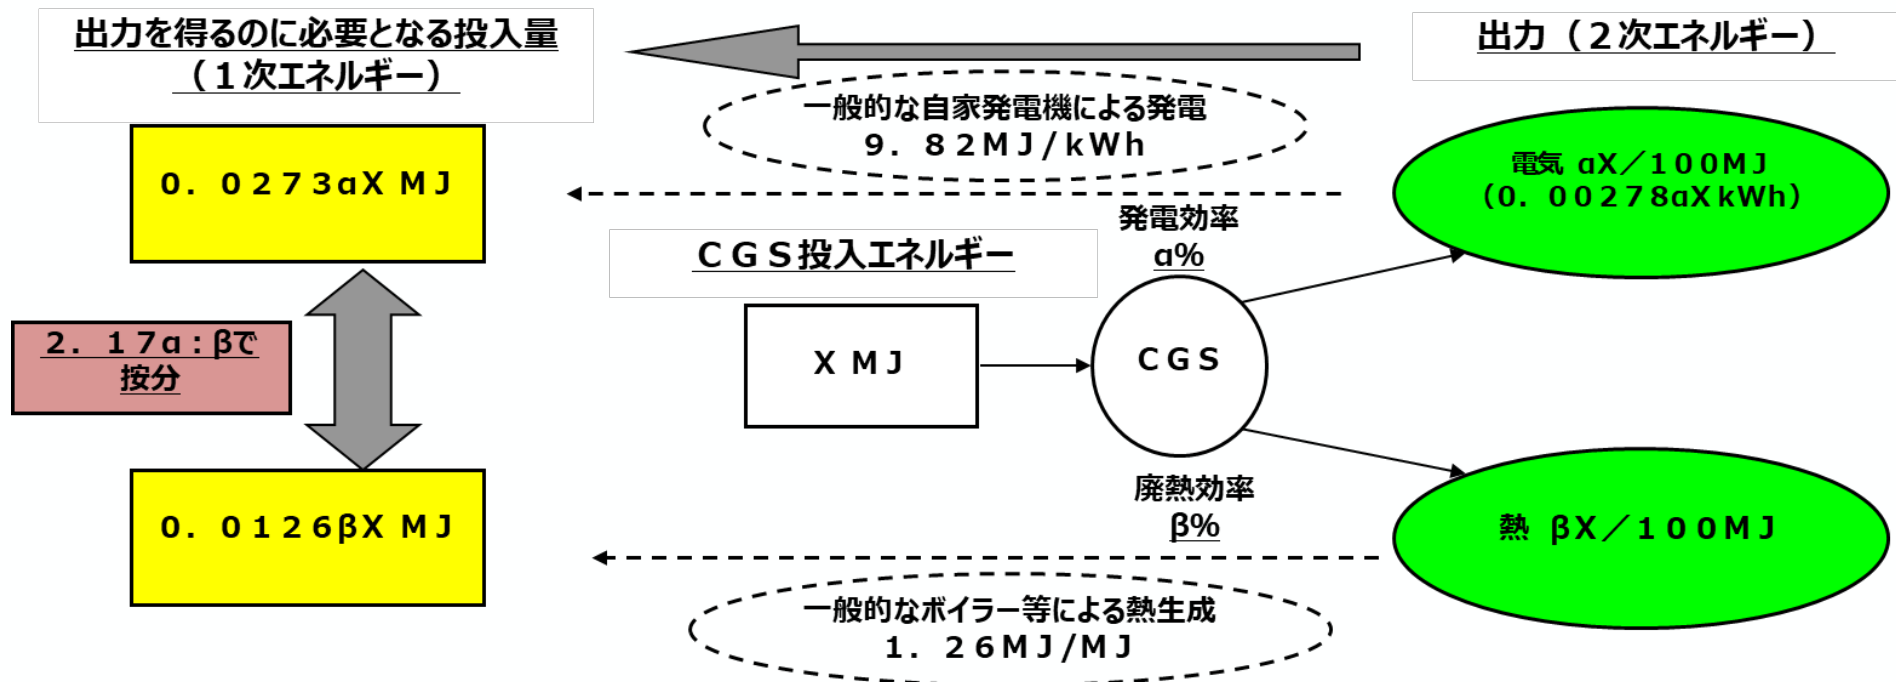 出力を得るのに必要となる投入量
（１次エネルギー）
出力（２次エネルギー）
一般的な自家発電機による発電
９．８２ＭＪ/ｋＷｈ
０．０２７３αＸ ＭＪ
電気 αＸ／１００ＭＪ
（０．００２７８αＸｋＷｈ）
発電効率
α%
ＣＧＳ投入エネルギー
２．１７α：βで
按分
Ｘ ＭＪ
ＣＧＳ
０．０１２６βＸ ＭＪ
廃熱効率
β%
熱 βＸ／１００ＭＪ
一般的なボイラー等による熱生成
１．２６ＭＪ/ＭＪ